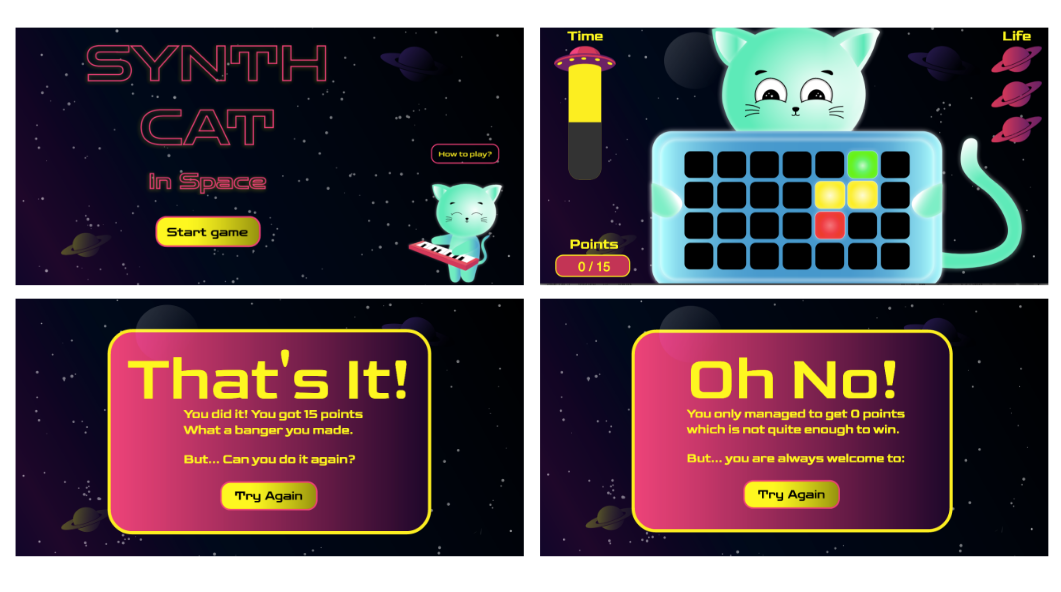 SYNTH
CAT
in Space
How to play?
Start game
Time
Life
Points
0 / 15
That's It!
You did it! You got 15 points
What a banger you made.
But... Can you do it again?
Try Again
Oh No!
You only managed to get 0 points
which is not quite enough to win.
But... you are always welcome to:
Try Again